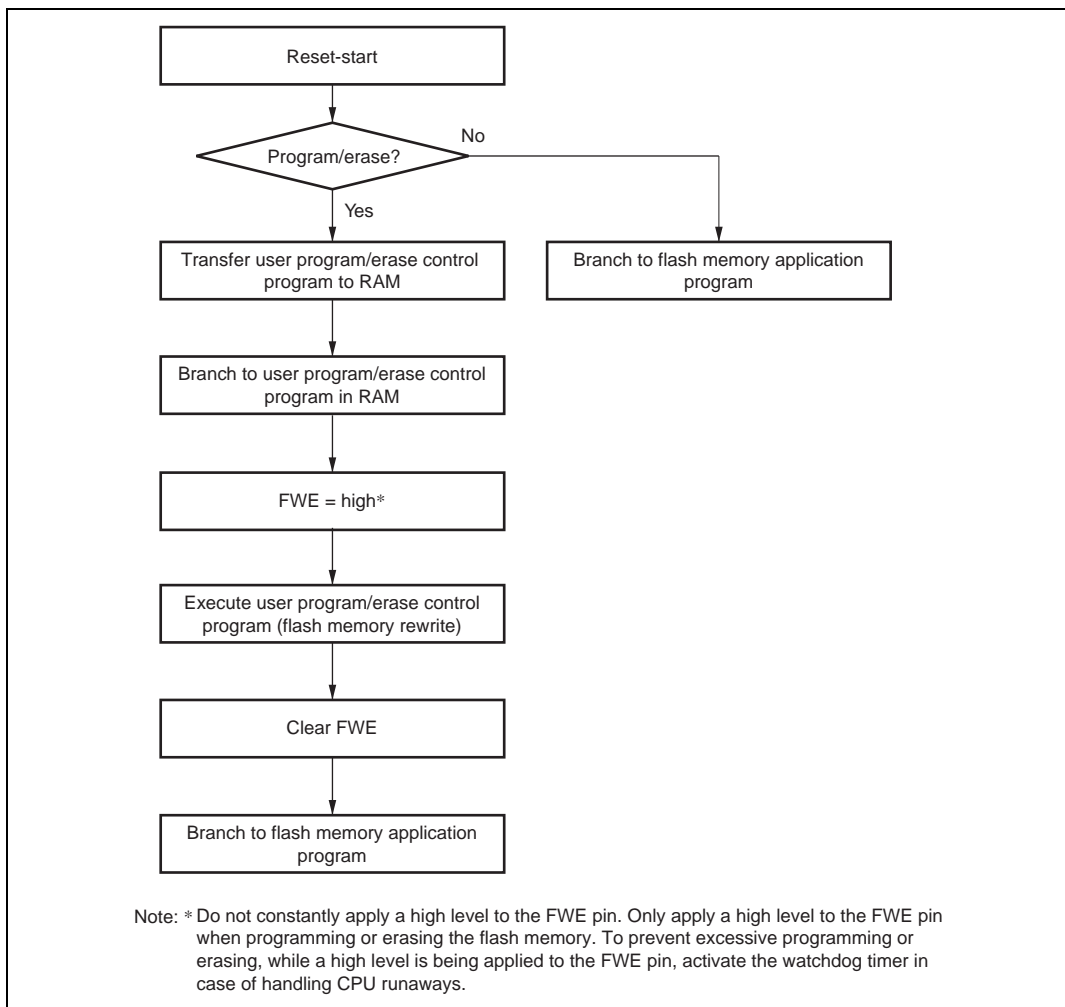 Reset-start
Program/erase?
No
Yes
Transfer user program/erase control
program to RAM
Branch to flash memory application
program
Branch to user program/erase control
program in RAM
FWE = high*
Execute user program/erase control
program (flash memory rewrite)
Clear FWE
Branch to flash memory application
program
Note: * Do not constantly apply a high level to the FWE pin. Only apply a high level to the FWE pin
when programming or erasing the flash memory. To prevent excessive programming or
erasing, while a high level is being applied to the FWE pin, activate the watchdog timer in
case of handling CPU runaways.